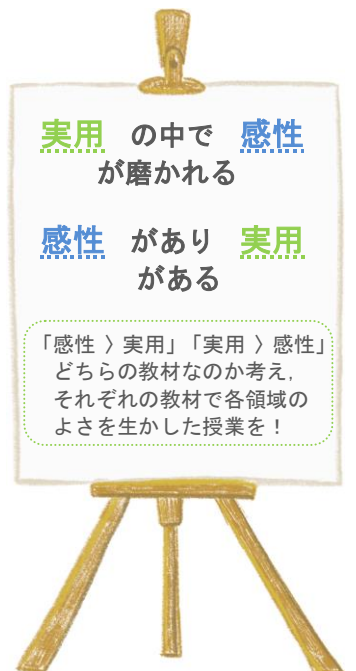 実用 の中で 感性
が磨かれる
感性 があり 実用
がある
「感性 〉実用」「実用 〉感性」
どちらの教材なのか考え,
それぞれの教材で各領域の
よさを生かした授業を！